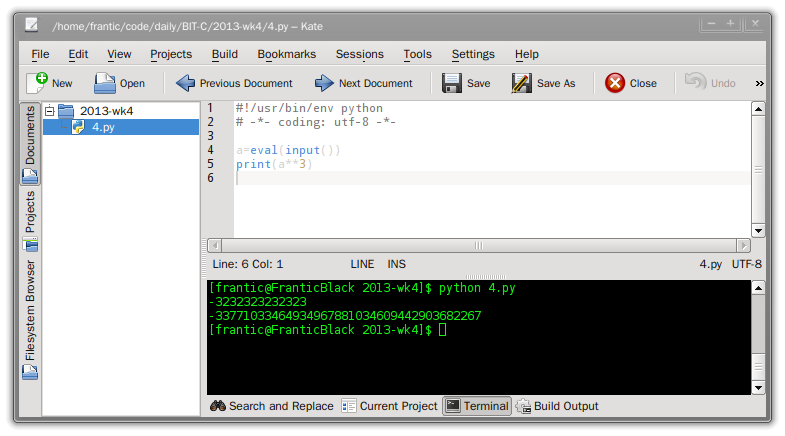 /home/frantic/code/daily/BIT-C/2013-wk4/4.py – Kate
File Edit View Projects Build Bookmarks Sessions Tools Settings Help
New Open Previous Document Next Document Save Save As Close Undo »
Documents
Projects
Filesystem Browser
2013-wk4
4.py
1 #!/usr/bin/env python
2 # -*- coding: utf-8 -*-
3
4 a=eval(input())
5 print(a**3)
6
Line: 6 Col: 1 LINE INS 4.py UTF-8
[frantic@FranticBlack 2013-wk4]$ python 4.py
-3232323232323
-33771033464934967881034609442903682267
[frantic@FranticBlack 2013-wk4]$
Search and Replace Current Project Terminal Build Output